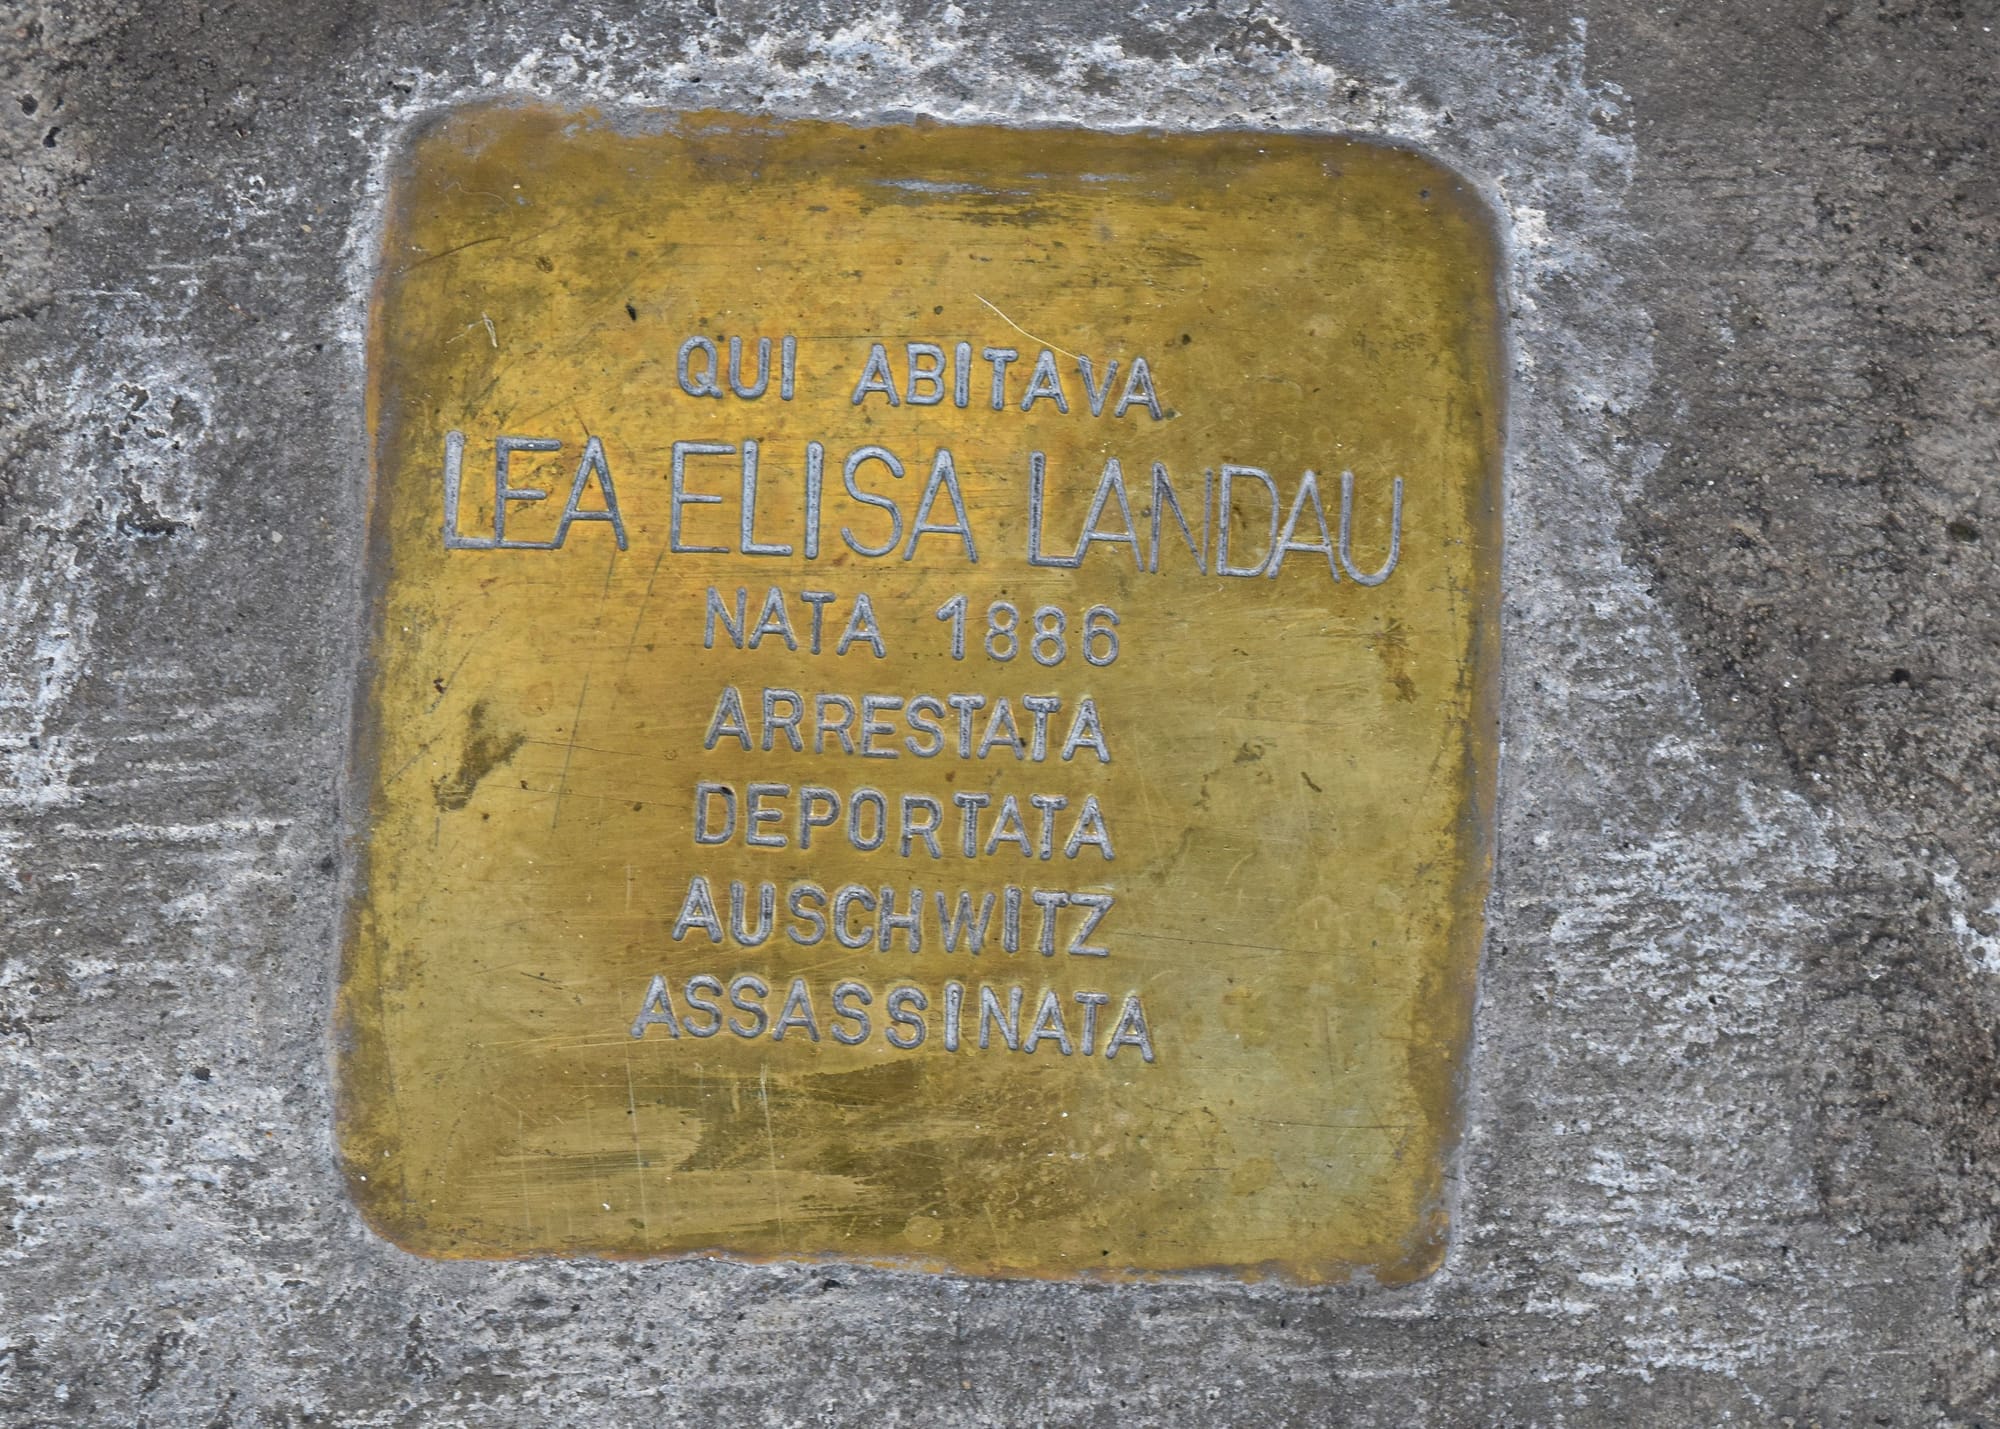 QUI ABITAVA
LEA ELISA LANDAU
NATA 1886
ARRESTATA
DEPORTATA
AUSCHWITZ
ASSASSINATA